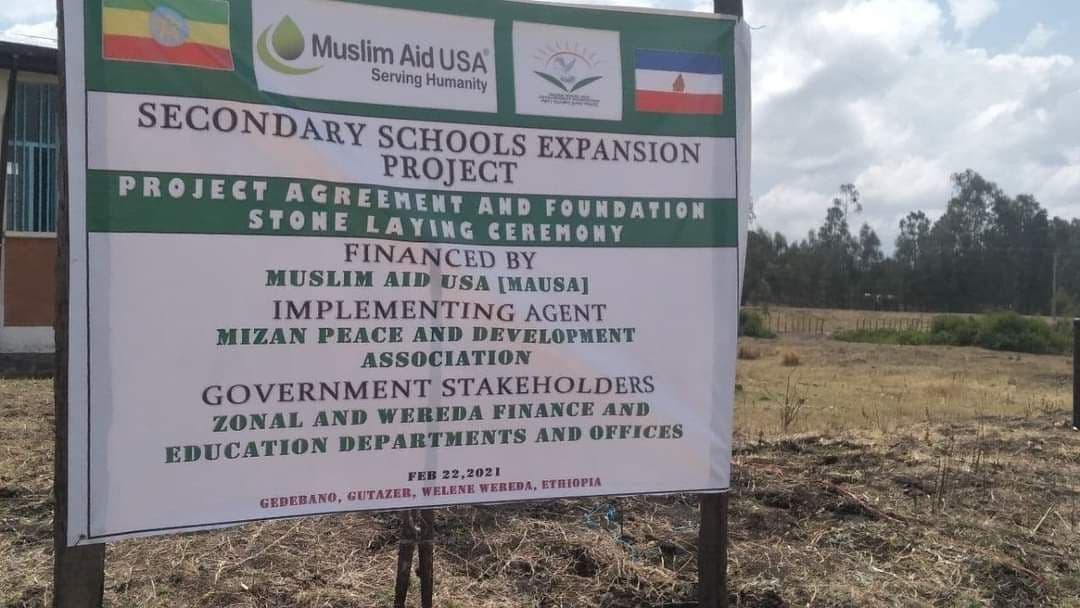 Muslim Aid USA®
Serving Humanity
SECONDARY SCHOOLS EXPANSION
PROJECT
PROJECT AGREEMENT AND FOUNDATION
STONE LAYING CEREMONY
FINANCED BY
MUSLIM AID USA [MAUSA]
IMPLEMENTING AGENT
MIZAN PEACE AND DEVELOPMENT
ASSOCIATION
GOVERNMENT STAKEHOLDERS
ZONAL AND WEREDA FINANCE AND
EDUCATION DEPARTMENTS AND OFFICES
FEB 22,2021
GEDEBANO, GUTAZER, WELENE WEREDA, ETHIOPIA